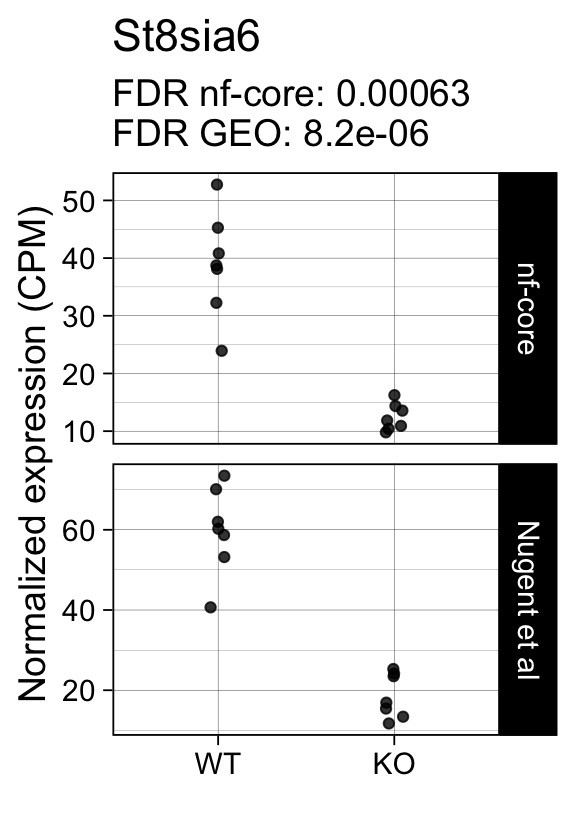 St8sia6
FDR nf-core: 0.00063
FDR GEO: 8.2e-06
Normalized expression (CPM)
50
40
30
20
10
nf-core
60
40
20
Nugent et al
WT KO